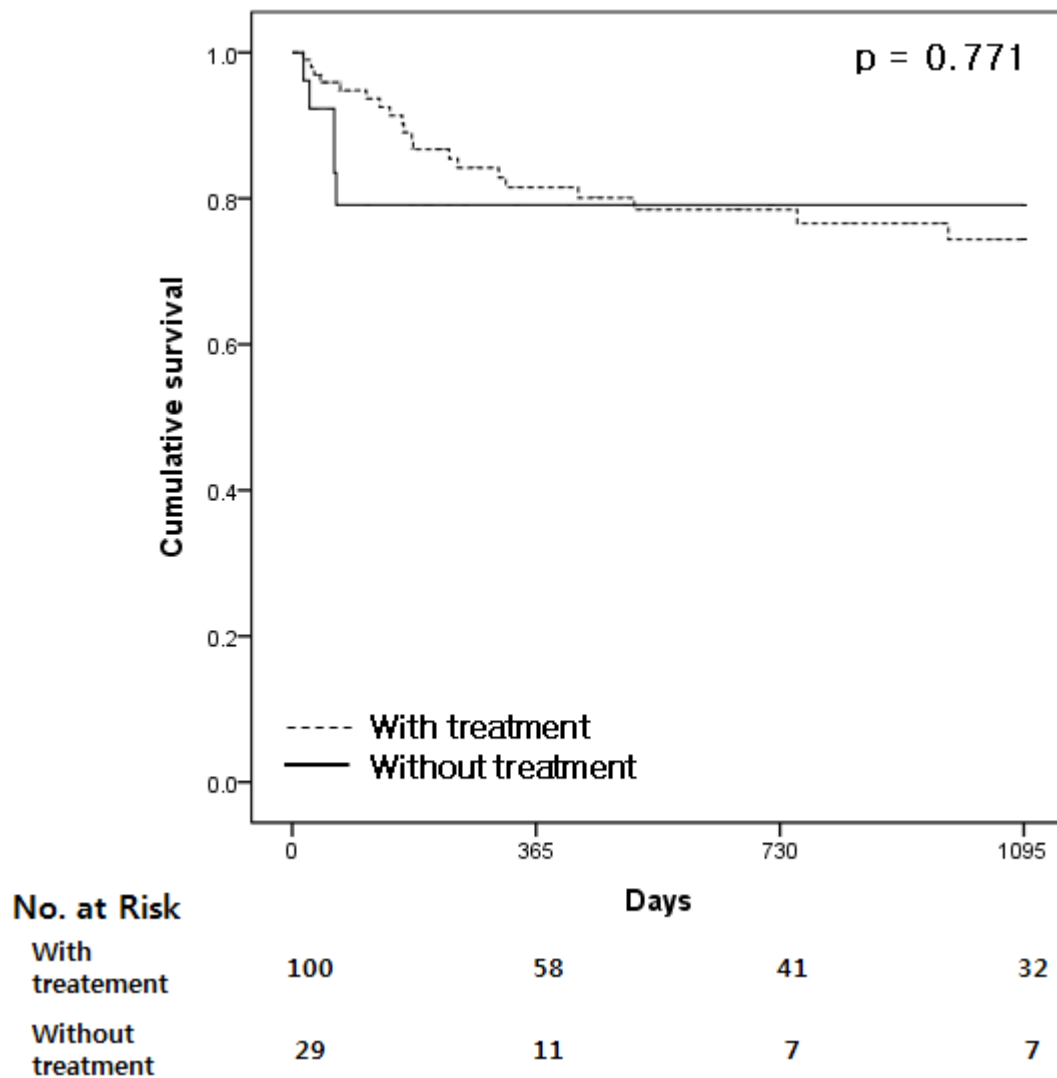 p = 0.771
1.0
0.8
0.6
0.4
0.2
0.0
Cumulative survival
With treatment
Without treatment
0 365 730 1095
Days
No. at Risk
With
treatement 100 58 41 32
Without
treatment 29 11 7 7